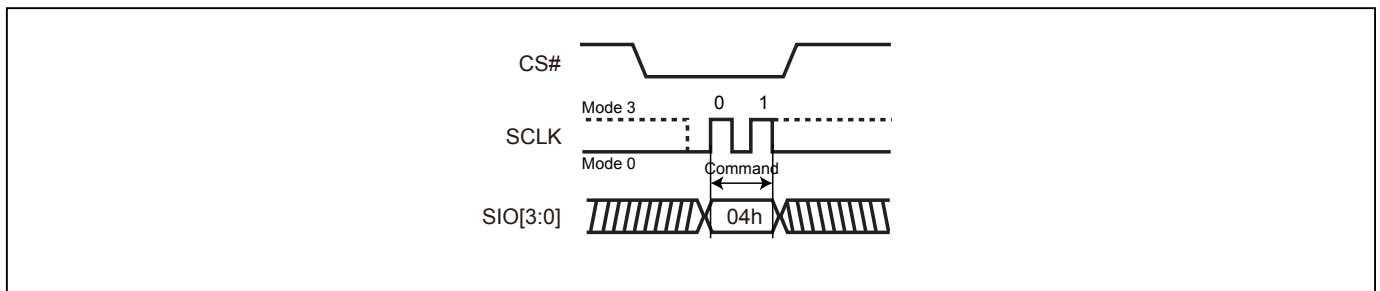 CS#
Mode 3
0 1
SCLK
Mode 0
Command
SIO[3:0]
04h